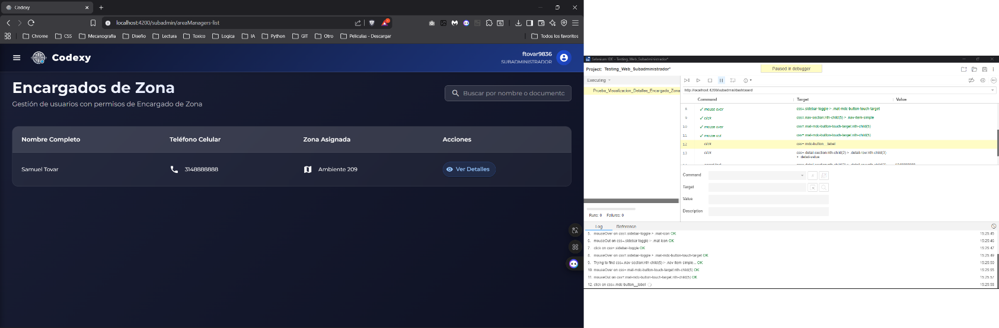 Codexy
localhost:4200/subadmin/areaManagers-list
Chrome CSS Mecanografia Diseño Lectura Toxico Logica IA Python GIT Otro Peliculas - Descargar Todos los favoritos
Codexy
ftovar9836
SUBADMINISTRADOR
Encargados de Zona
Gestión de usuarios con permisos de Encargado de Zona
Buscar por nombre o documento
Nombre Completo Teléfono Celular Zona Asignada Acciones
Samuel Tovar 3148888888 Ambiente 209 Ver Detalles
Selenium IDE - Testing_Web_Subadministrador*
Project: Testing_Web_Subadministrador*
Paused in debugger
Executing
Prueba_Visualizacion_Detalles_Encargado_Zona
http://localhost:4200/subadmin/dashboard
Command Target Value
8 mouse over css=.sidebar-toggle > .mat-mdc-button-touch-target
9 click css=.nav-section:nth-child(5) > .nav-item-simple
10 mouse over css=.mat-mdc-button-touch-target:nth-child(5)
11 mouse out css=.mat-mdc-button-touch-target:nth-child(5)
12 click css=.mdc-button__label
13 click css=.detail-section:nth-child(2) > .detail-row:nth-child(3) > .detail-value
Command
Target
Value
Description
Runs: 0 Failures: 0
Log Reference
5. mouseOver on css=.sidebar-toggle > .mat-icon OK 15:25:45
6. mouseOut on css=.sidebar-toggle > .mat-icon OK 15:25:46
7. click on css=.sidebar-toggle OK 15:25:47
8. mouseOver on css=.sidebar-toggle > .mat-mdc-button-touch-target OK 15:25:49
9. Trying to find css=.nav-section:nth-child(5) > .nav-item-simple... OK 15:25:50
10. mouseOver on css=.mat-mdc-button-touch-target:nth-child(5) OK 15:25:55
11. mouseOut on css=.mat-mdc-button-touch-target:nth-child(5) OK 15:25:57
12. click on css=.mdc-button__label 15:25:58